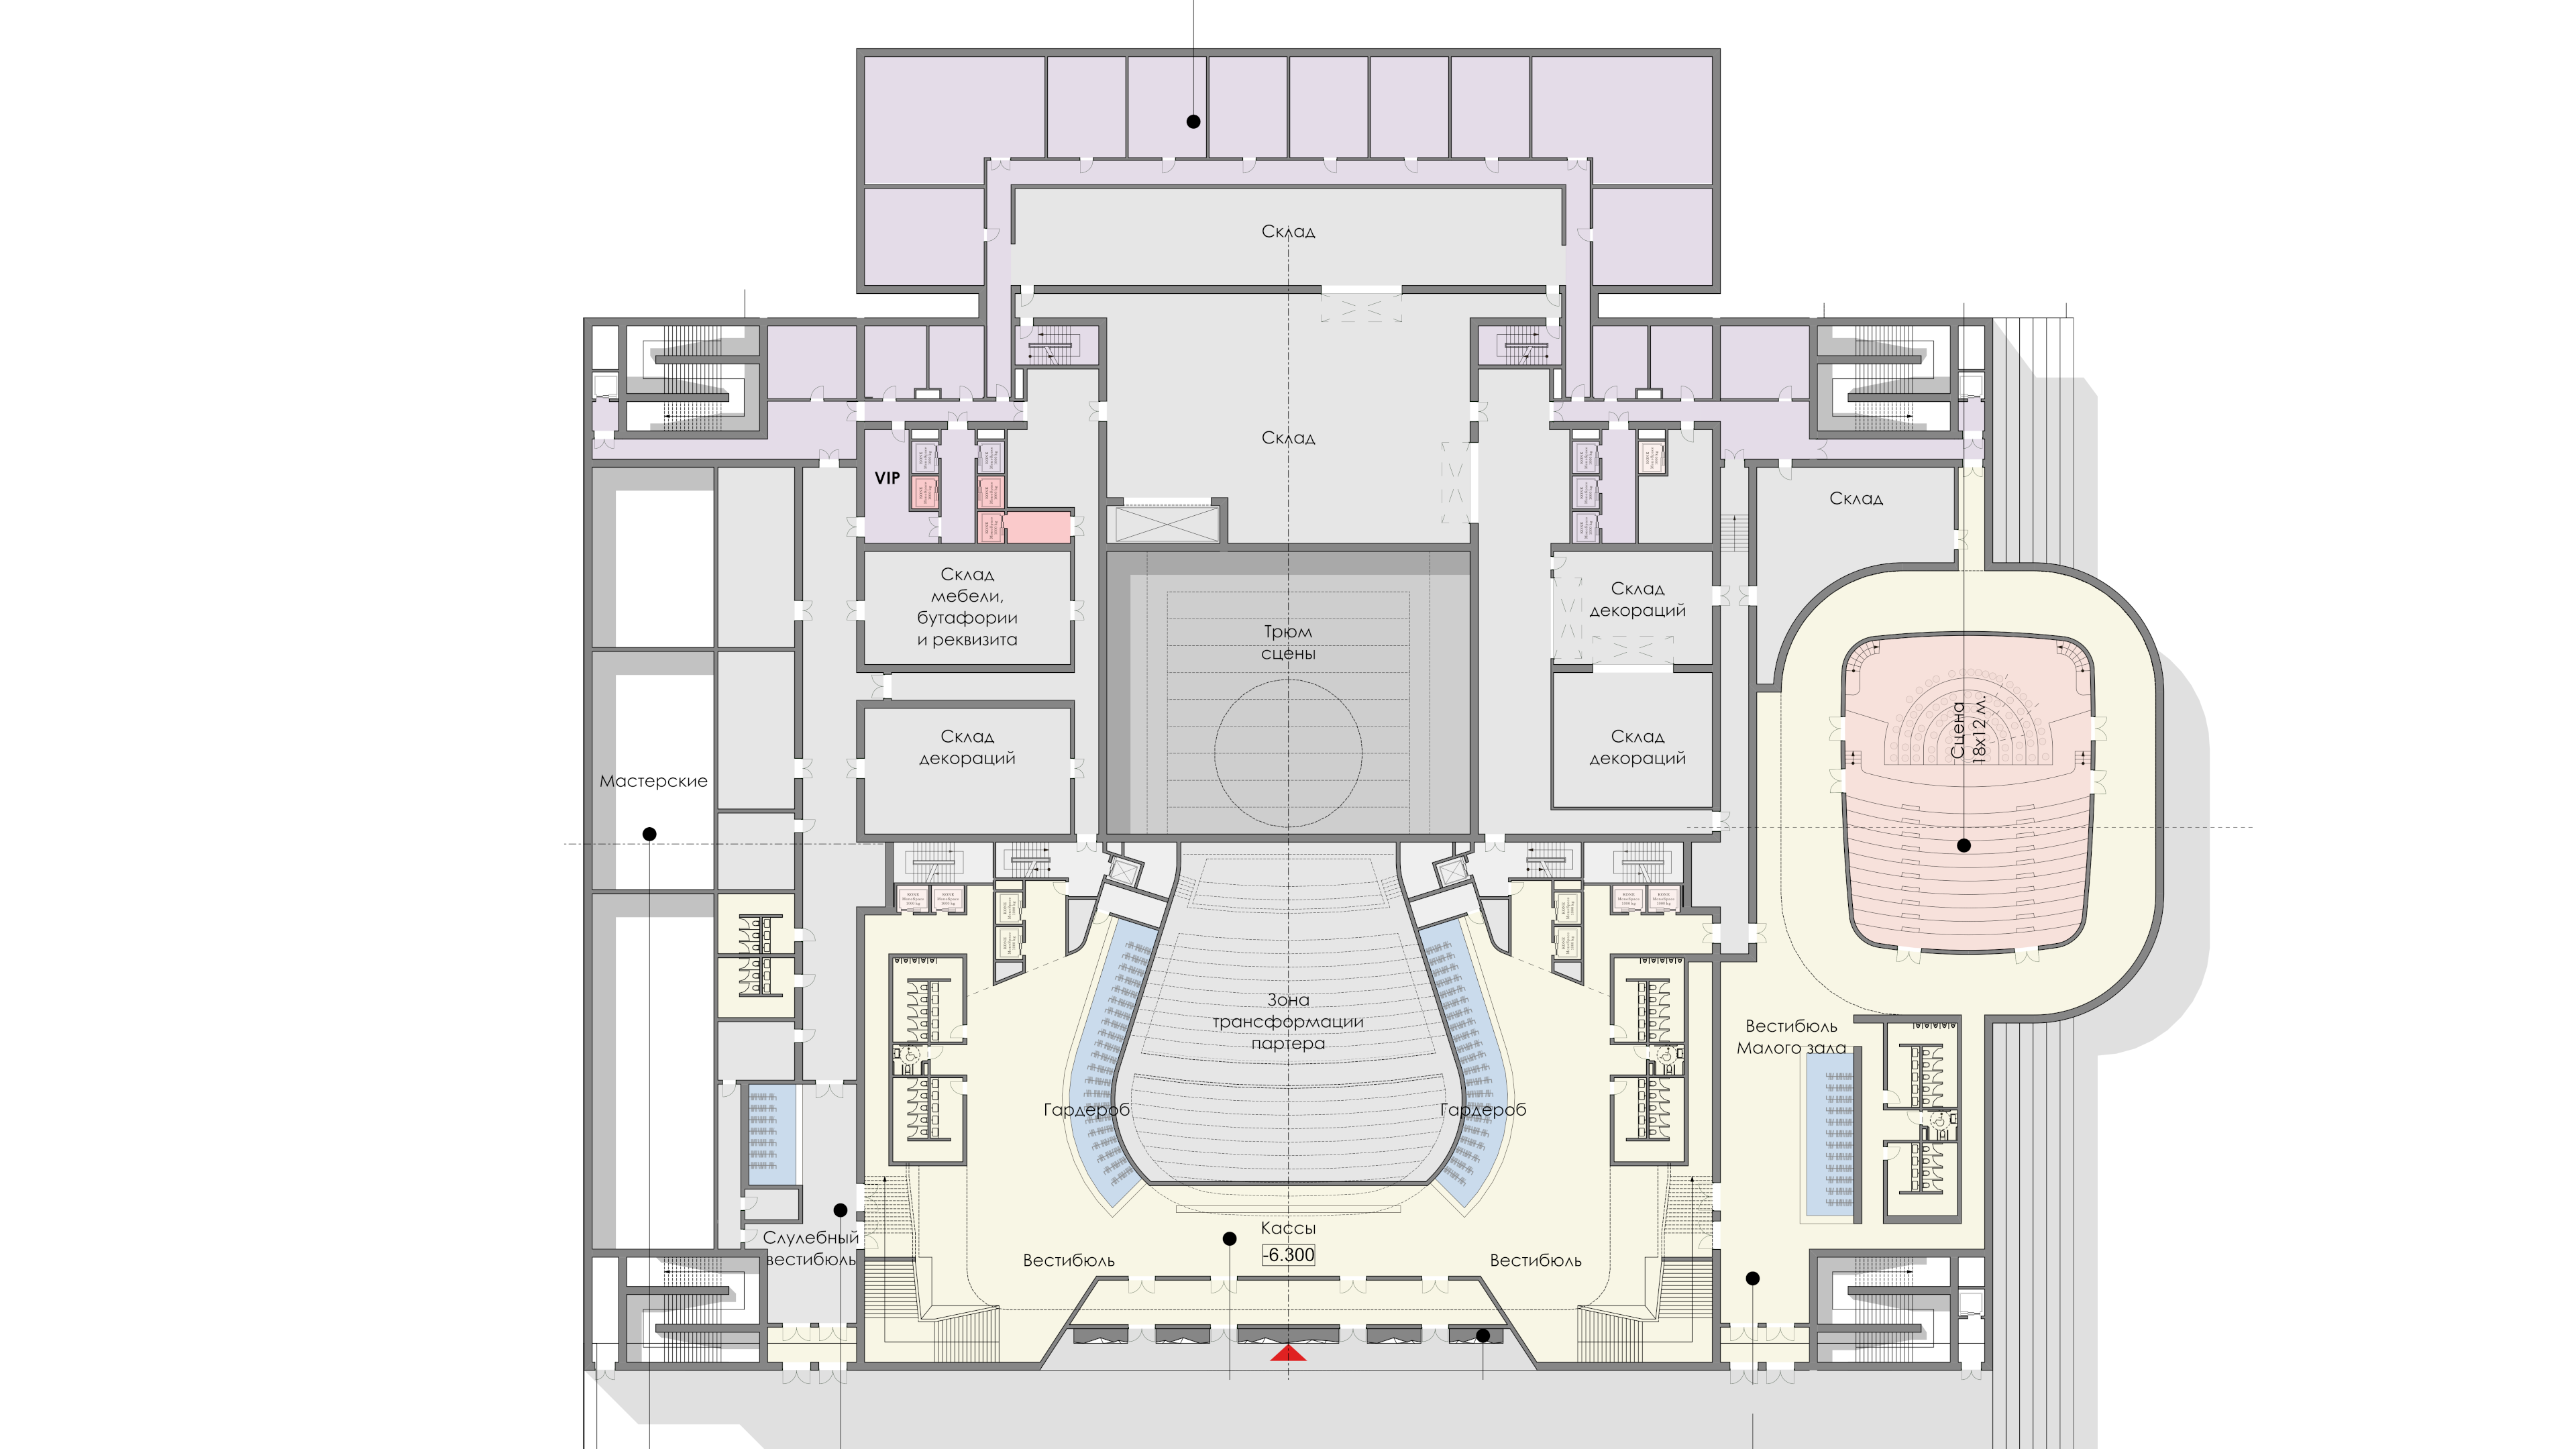 Склад
Склад
VIP
Склад
Склад
мебели,
бутафории
и реквизита
Склад
декораций
Трюм
сцены
Склад
декораций
Склад
декораций
Сцена
18х12 м.
Мастерские
Зона
трансформации
партера
Вестибюль
Малого зала
Гардероб
Гардероб
Кассы
-6.300
Слулебный
вестибюль
Вестибюль
Вестибюль